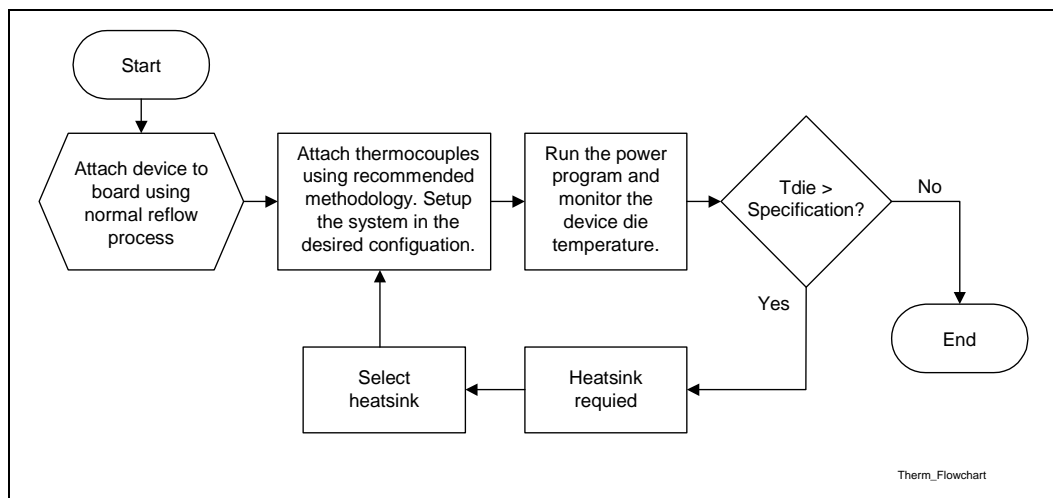 Start
Attach device to
board using
normal reflow
process
Attach thermocouples
using recommended
methodology. Setup
the system in the
desired configuation.
Run the power
program and
monitor the
device die
temperature.
Tdie >
Specification?
No
Yes
End
Select
heatsink
Heatsink
requied
Therm_Flowchart